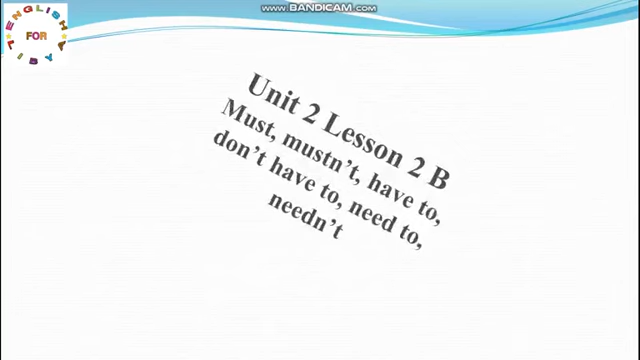 www.BANDICAM.com
ENGLISH
FOR
Unit 2 Lesson 2 B
Must, mustn't, have to,
don't have to, need to,
needn't